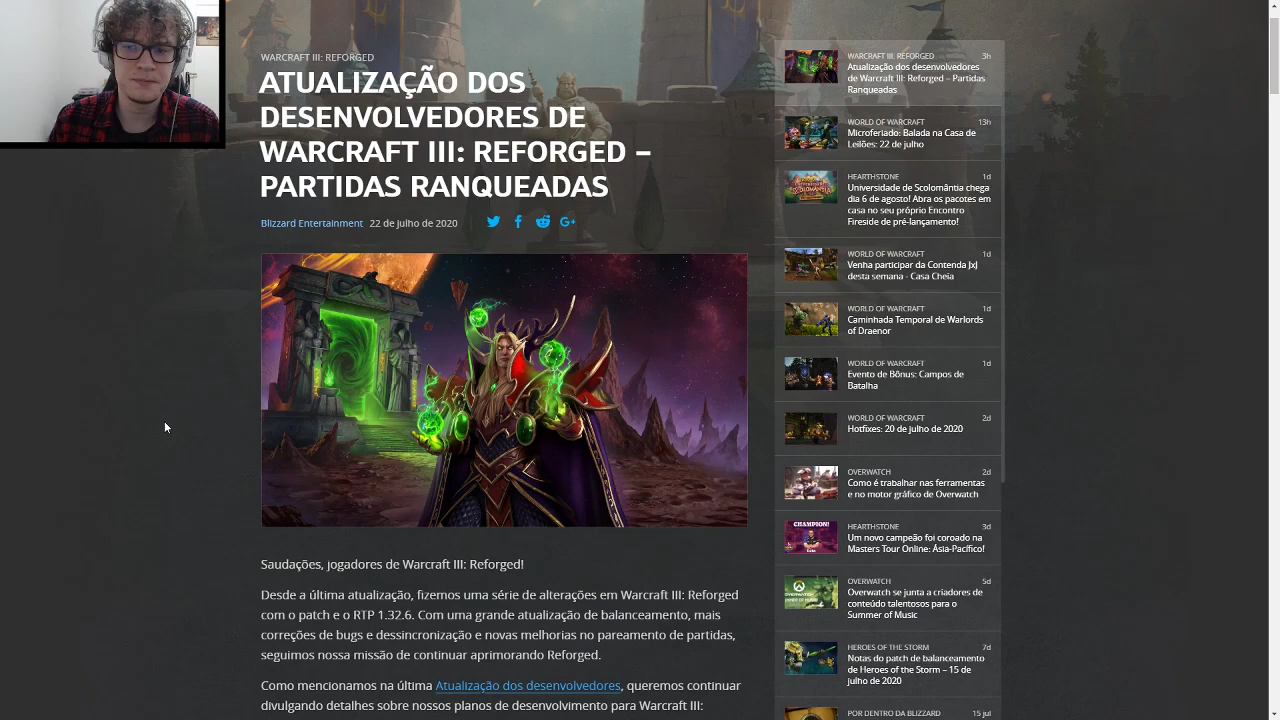 WARCRAFT III: REFORGED
ATUALIZAÇÃO DOS
DESENVOLVEDORES DE
WARCRAFT III: REFORGED –
PARTIDAS RANQUEADAS
Blizzard Entertainment 22 de julho de 2020
Saudações, jogadores de Warcraft III: Reforged!
Desde a última atualização, fizemos uma série de alterações em Warcraft III: Reforged
com o patch e o RTP 1.32.6. Com uma grande atualização de balanceamento, mais
correções de bugs e dessincronização e novas melhorias no pareamento de partidas,
seguimos nossa missão de continuar aprimorando Reforged.
Como mencionamos na última Atualização dos desenvolvedores, queremos continuar
divulgando detalhes sobre nossos planos de desenvolvimento para Warcraft III:
WARCRAFT III: REFORGED 3h
Atualização dos desenvolvedores
de Warcraft III: Reforged – Partidas
Ranqueadas
WORLD OF WARCRAFT 13h
Microferiado: Balada na Casa de
Leilões: 22 de julho
HEARTHSTONE 1d
Universidade de Scolomântia chega
dia 6 de agosto! Abra os pacotes em
casa no seu próprio Encontro
Fireside de pré-lançamento!
WORLD OF WARCRAFT 1d
Venha participar da Contenda JxJ
desta semana - Casa Cheia
WORLD OF WARCRAFT 1d
Caminhada Temporal de Warlords
of Draenor
WORLD OF WARCRAFT 1d
Evento de Bônus: Campos de
Batalha
WORLD OF WARCRAFT 2d
Hotfixes: 20 de julho de 2020
OVERWATCH 2d
Como é trabalhar nas ferramentas
e no motor gráfico de Overwatch
CHAMPION!
HEARTHSTONE 3d
Um novo campeão foi coroado na
Masters Tour Online: Ásia-Pacífico!
OVERWATCH 5d
Overwatch se junta a criadores de
conteúdo talentosos para o
Summer of Music
HEROES OF THE STORM 7d
Notas do patch de balanceamento
de Heroes of the Storm – 15 de
julho de 2020
POR DENTRO DA BLIZZARD 15 jul